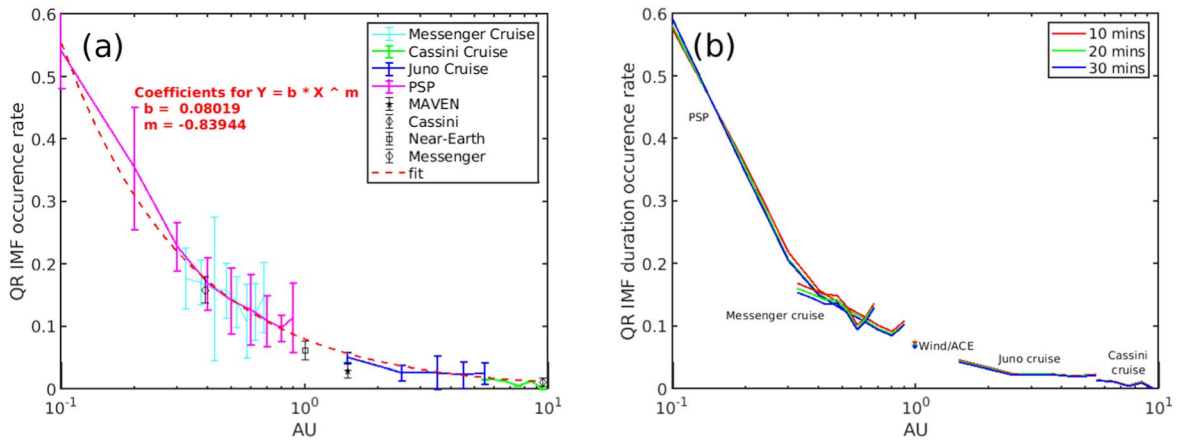 (a)
QR IMF occurence rate
0.6
0.5
0.4
0.3
0.2
0.1
0
10^-1
10^0
10^1
AU
Coefficients for Y = b * X ^ m
b = 0.08019
m = -0.83944
Messenger Cruise
Cassini Cruise
Juno Cruise
PSP
MAVEN
Cassini
Near-Earth
Messenger
fit
(b)
QR IMF duration occurence rate
0.6
0.5
0.4
0.3
0.2
0.1
0
10^-1
10^0
10^1
AU
10 mins
20 mins
30 mins
PSP
Messenger cruise
Wind/ACE
Juno cruise
Cassini
cruise